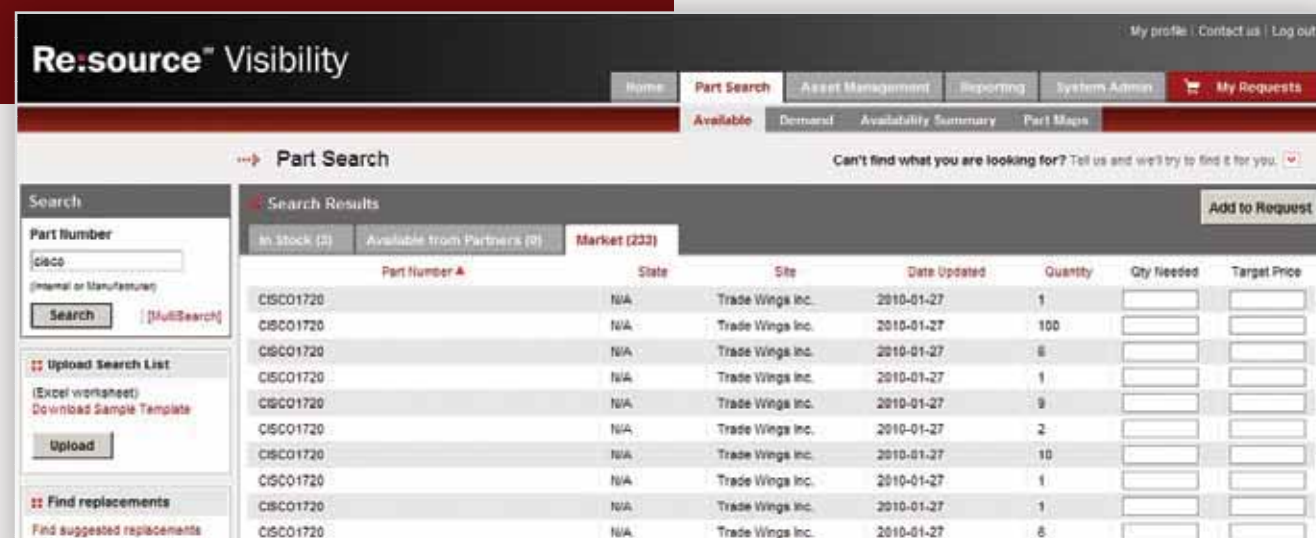 My profile | Contact us | Log out
Re:source™ Visibility
Home Part Search Asset Management Reporting System Admin My Requests
Available Demand Availability Summary Part Maps
Part Search
Can't find what you are looking for? Tell us and we'll try to find it for you.
Search
Part Number
cisco
(Internal or Manufacturer)
Search [MultiSearch]
Upload Search List
(Excel worksheet)
Download Sample Template
Upload
Find replacements
Find suggested replacements
Search Results
Add to Request
In Stock (3) Available from Partners (0) Market (233)
Part Number State Site Date Updated Quantity Qty Needed Target Price
CISCO1720 N/A Trade Wings Inc. 2010-01-27 1
CISCO1720 N/A Trade Wings Inc. 2010-01-27 100
CISCO1720 N/A Trade Wings Inc. 2010-01-27 6
CISCO1720 N/A Trade Wings Inc. 2010-01-27 1
CISCO1720 N/A Trade Wings Inc. 2010-01-27 9
CISCO1720 N/A Trade Wings Inc. 2010-01-27 2
CISCO1720 N/A Trade Wings Inc. 2010-01-27 10
CISCO1720 N/A Trade Wings Inc. 2010-01-27 1
CISCO1720 N/A Trade Wings Inc. 2010-01-27 1
CISCO1720 N/A Trade Wings Inc. 2010-01-27 6